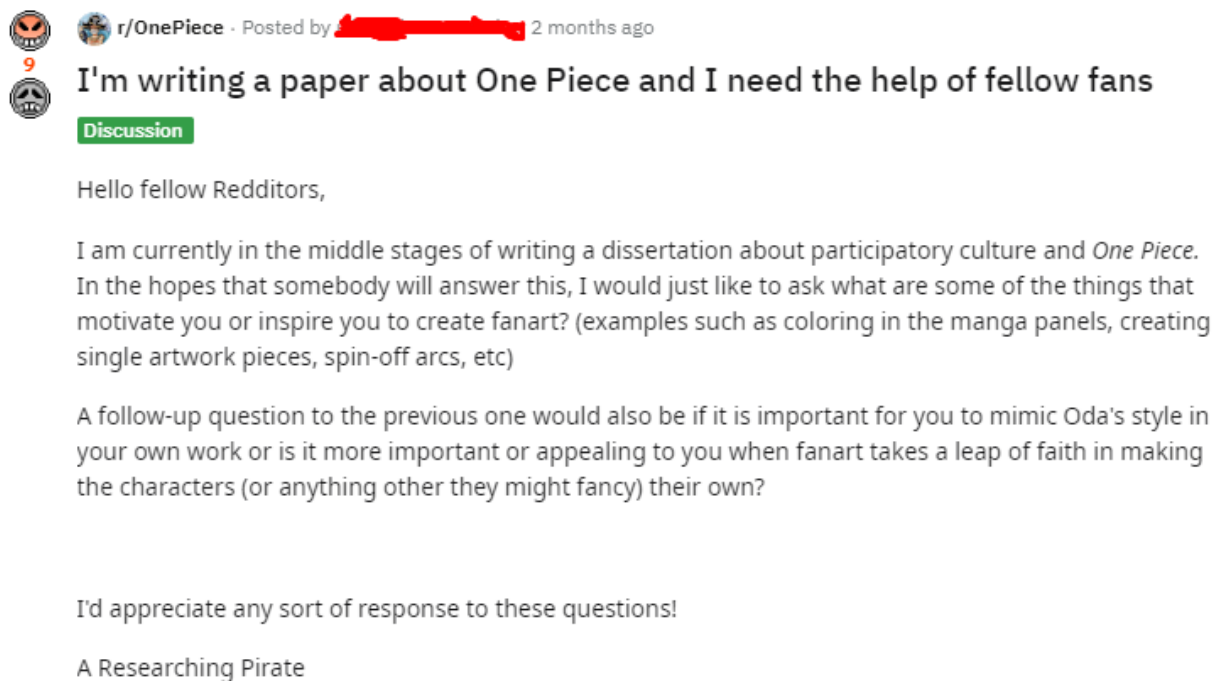 r/OnePiece · Posted by 2 months ago
9
I'm writing a paper about One Piece and I need the help of fellow fans
Discussion
Hello fellow Redditors,
I am currently in the middle stages of writing a dissertation about participatory culture and One Piece.
In the hopes that somebody will answer this, I would just like to ask what are some of the things that
motivate you or inspire you to create fanart? (examples such as coloring in the manga panels, creating
single artwork pieces, spin-off arcs, etc)
A follow-up question to the previous one would also be if it is important for you to mimic Oda's style in
your own work or is it more important or appealing to you when fanart takes a leap of faith in making
the characters (or anything other they might fancy) their own?
I'd appreciate any sort of response to these questions!
A Researching Pirate